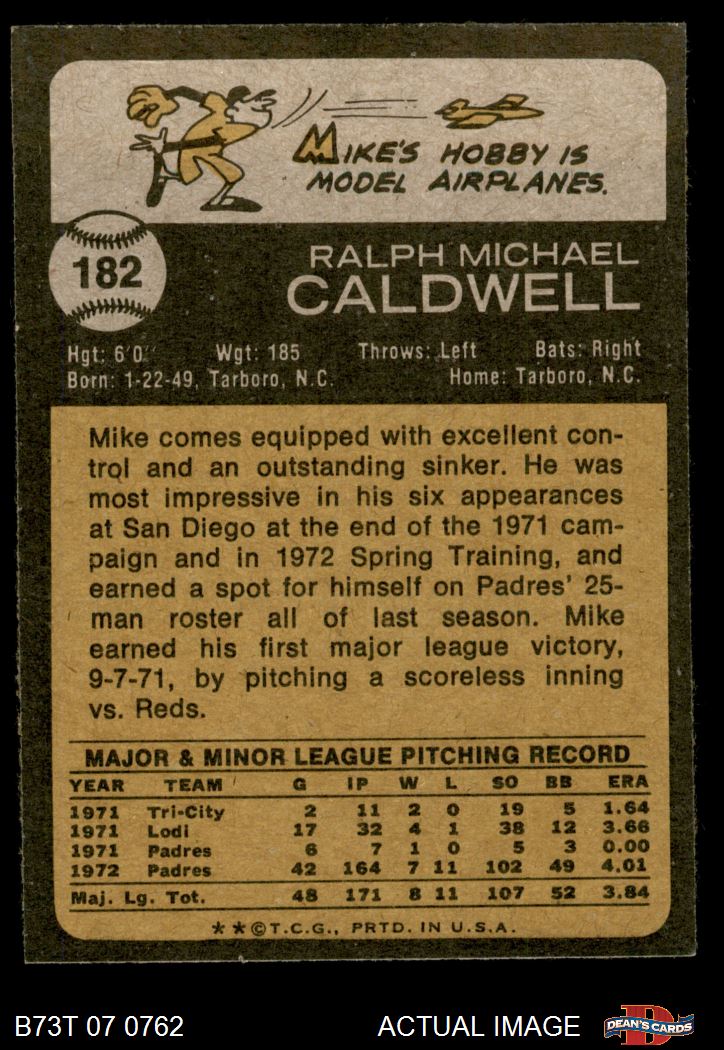 MIKE'S HOBBY IS
MODEL AIRPLANES.
182
RALPH MICHAEL
CALDWELL
Hgt: 6'0" Wgt: 185 Throws: Left Bats: Right
Born: 1-22-49, Tarboro, N.C. Home: Tarboro, N.C.
Mike comes equipped with excellent con-
trol and an outstanding sinker. He was
most impressive in his six appearances
at San Diego at the end of the 1971 cam-
paign and in 1972 Spring Training, and
earned a spot for himself on Padres' 25-
man roster all of last season. Mike
earned his first major league victory,
9-7-71, by pitching a scoreless inning
vs. Reds.
MAJOR & MINOR LEAGUE PITCHING RECORD
YEAR TEAM G IP W L SO BB ERA
1971 Tri-City 2 11 2 0 19 5 1.64
1971 Lodi 17 32 4 1 38 12 3.66
1971 Padres 6 7 1 0 5 3 0.00
1972 Padres 42 164 7 11 102 49 4.01
Maj. Lg. Tot. 48 171 8 11 107 52 3.84
**©T.C.G., PRTD. IN U.S.A.
B73T 07 0762 ACTUAL IMAGE DEAN'S CARDS